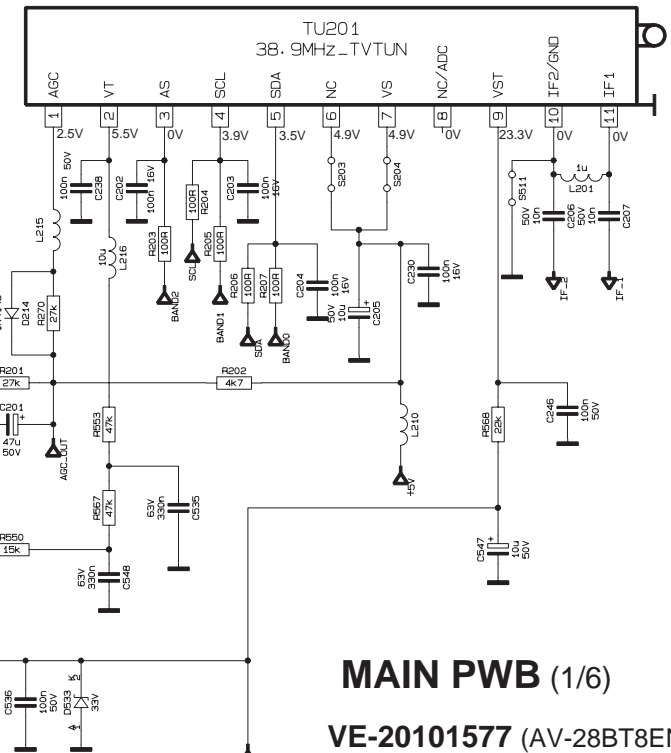 TU201
38.9MHz_TVTUN
AGC VT AS SCL SDA NC VS NC/ADC VST IF2/GND IF1
1 2 3 4 5 6 7 8 9 10 11
2.5V 5.5V 0V 3.9V 3.5V 4.9V 4.9V 0V 23.3V 0V 0V
100n 50V C238
C202 100n 16V
100R R204
C203 100n 16V
S203
S204
S511
1u
L201
50V 10n C206
50V 10n C207
L215
10u L216
R203 100R
SCL
R205 100R
R206 100R
R207 100R
C204 100n 16V
50V 10u C205
C230 100n 16V
IF_2
IF_1
BAND2
BAND1
SDA
BAND0
D214
R270 27k
R201
27k
R202
4k7
C201
47u
50V
AGC_OUT
R553 47k
L210
+5V
R568 22k
C246 100n 50V
R567 47k
63V 330n C535
R550
15k
63V 330n C548
C547 10u 50V
C536 100n 50V
D533 33V
K 2
A 1
MAIN PWB (1/6)
VE-20101577 (AV-28BT8E